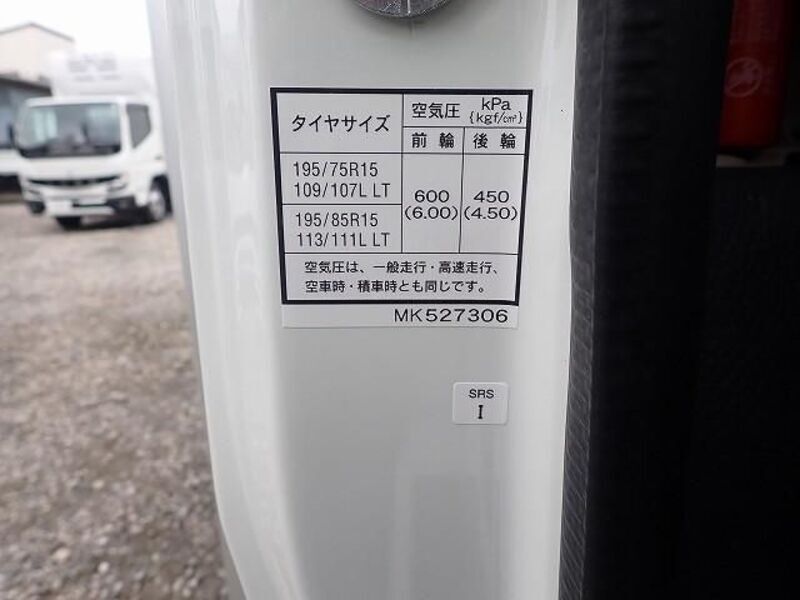 タイヤサイズ
空気圧 kPa
{kgf/cm²}
前輪 後輪
195/75R15
109/107L LT
195/85R15
113/111L LT
600
(6.00)
450
(4.50)
空気圧は、一般走行・高速走行、
空車時・積車時とも同じです。
MK527306
SRS
I